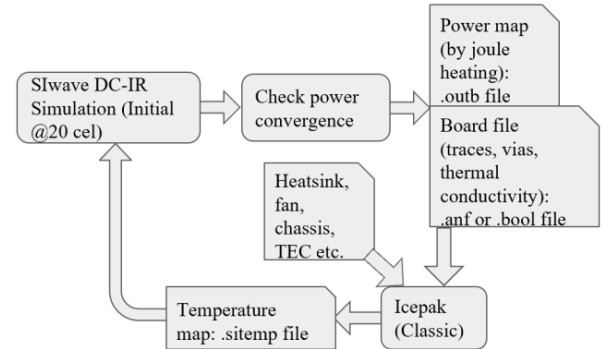 SIwave DC-IR
Simulation (Initial
@20 cel)
Check power
convergence
Power map
(by joule
heating):
.outb file
Board file
(traces, vias,
thermal
conductivity):
.anf or .bool file
Heatsink,
fan,
chassis,
TEC etc.
Icepak
(Classic)
Temperature
map: .sitemp file